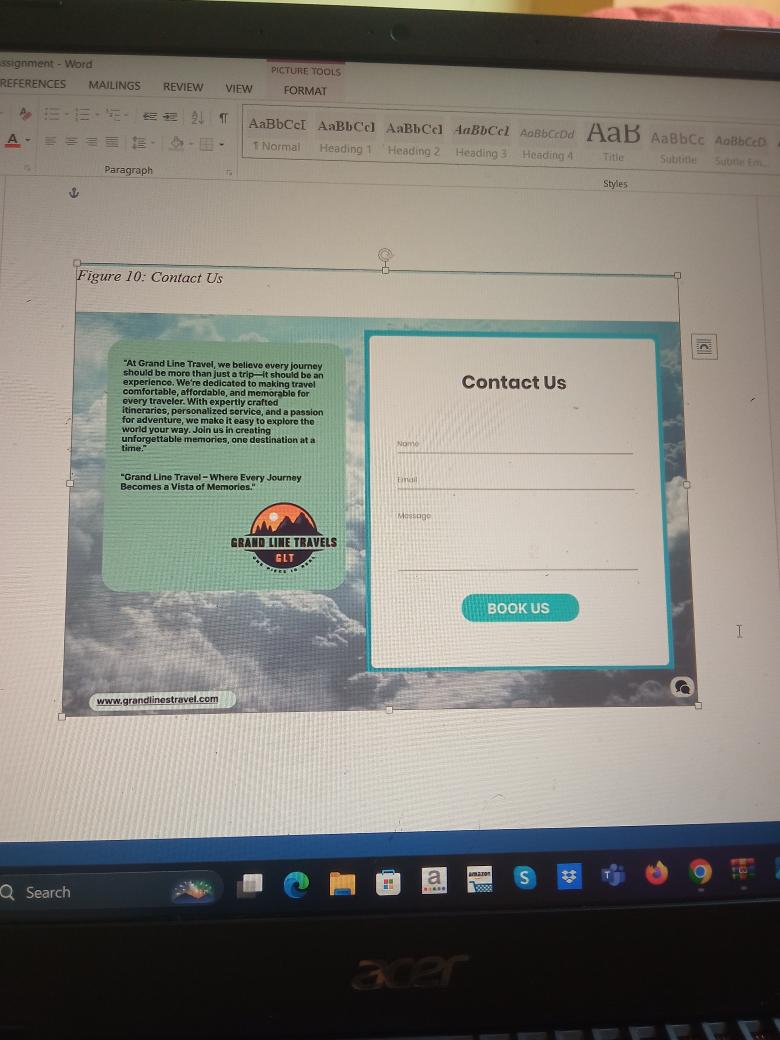 ssignment - Word
PICTURE TOOLS
REFERENCES MAILINGS REVIEW VIEW FORMAT
AaBbCcI AaBbCcI AaBbCcI AaBbCcI AaBbCcDd AaB AaBbCc AaBbCcD
¶ Normal Heading 1 Heading 2 Heading 3 Heading 4 Title Subtitle Subtle Em...
Paragraph
Styles
Figure 10: Contact Us
"At Grand Line Travel, we believe every journey
should be more than just a trip—it should be an
experience. We're dedicated to making travel
comfortable, affordable, and memorable for
every traveler. With expertly crafted
itineraries, personalized service, and a passion
for adventure, we make it easy to explore the
world your way. Join us in creating
unforgettable memories, one destination at a
time."
"Grand Line Travel – Where Every Journey
Becomes a Vista of Memories."
GRAND LINE TRAVELS
GLT
www.grandlinestravel.com
Contact Us
Name
Email
Message
BOOK US
Search
a
amazon
S
T
acer